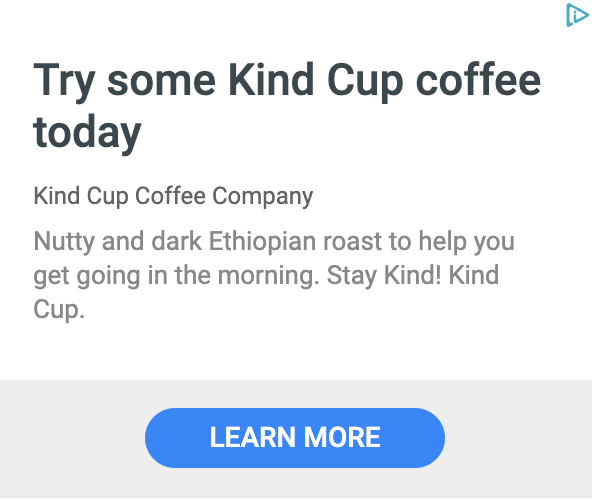 Try some Kind Cup coffee
today
Kind Cup Coffee Company
Nutty and dark Ethiopian roast to help you
get going in the morning. Stay Kind! Kind
Cup.
LEARN MORE